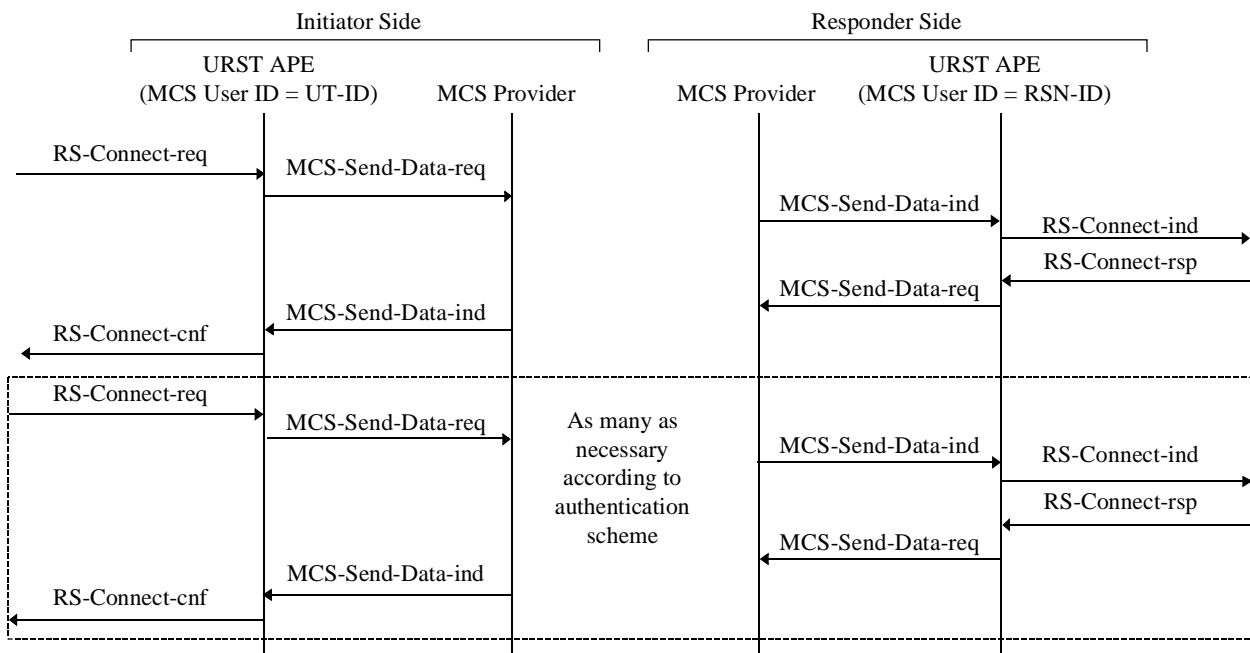 Initiator Side
Responder Side
URST APE
(MCS User ID = UT-ID)
MCS Provider
MCS Provider
URST APE
(MCS User ID = RSN-ID)
RS-Connect-req
MCS-Send-Data-req
MCS-Send-Data-ind
RS-Connect-ind
RS-Connect-rsp
MCS-Send-Data-req
MCS-Send-Data-ind
RS-Connect-cnf
RS-Connect-req
MCS-Send-Data-req
As many as
necessary
according to
authentication
scheme
MCS-Send-Data-ind
RS-Connect-ind
RS-Connect-rsp
MCS-Send-Data-req
MCS-Send-Data-ind
RS-Connect-cnf